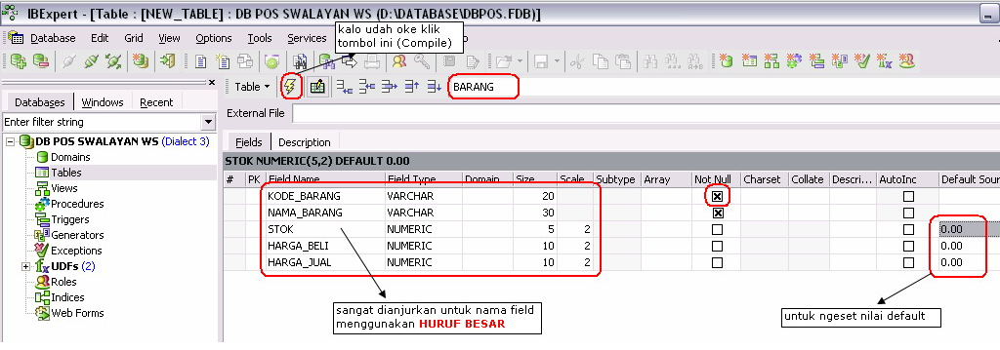 IBExpert - [Table : [NEW_TABLE] : DB POS SWALAYAN WS (D:\DATABASE\DBPOS.FDB)]
Database Edit Grid View Options Tools Services
kalo udah oke klik
tombol ini (Compile)
Table
BARANG
Databases Windows Recent
External File
Enter filter string
Fields Description
DB POS SWALAYAN WS (Dialect 3)
Domains
Tables
Views
Procedures
Triggers
Generators
Exceptions
UDFs (2)
Roles
Indices
Web Forms
STOK NUMERIC(5,2) DEFAULT 0.00
# PK Field Name Field Type Domain Size Scale Subtype Array Not Null Charset Collate Descri... AutoInc Default Sour
KODE_BARANG VARCHAR 20
NAMA_BARANG VARCHAR 30
STOK NUMERIC 5 2 0.00
HARGA_BELI NUMERIC 10 2 0.00
HARGA_JUAL NUMERIC 10 2 0.00
sangat dianjurkan untuk nama field
menggunakan HURUF BESAR
untuk ngeset nilai default